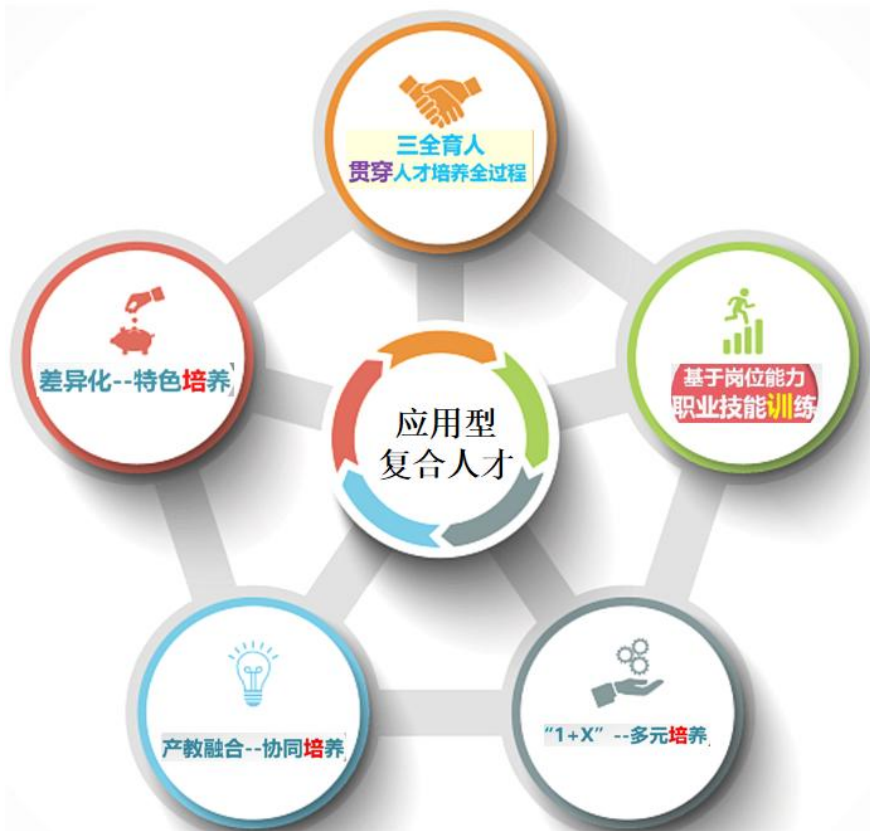 三全育人
贯穿人才培养全过程
差异化--特色培养
基于岗位能力
职业技能训练
应用型
复合人才
产教融合--协同培养
“1+X” --多元培养